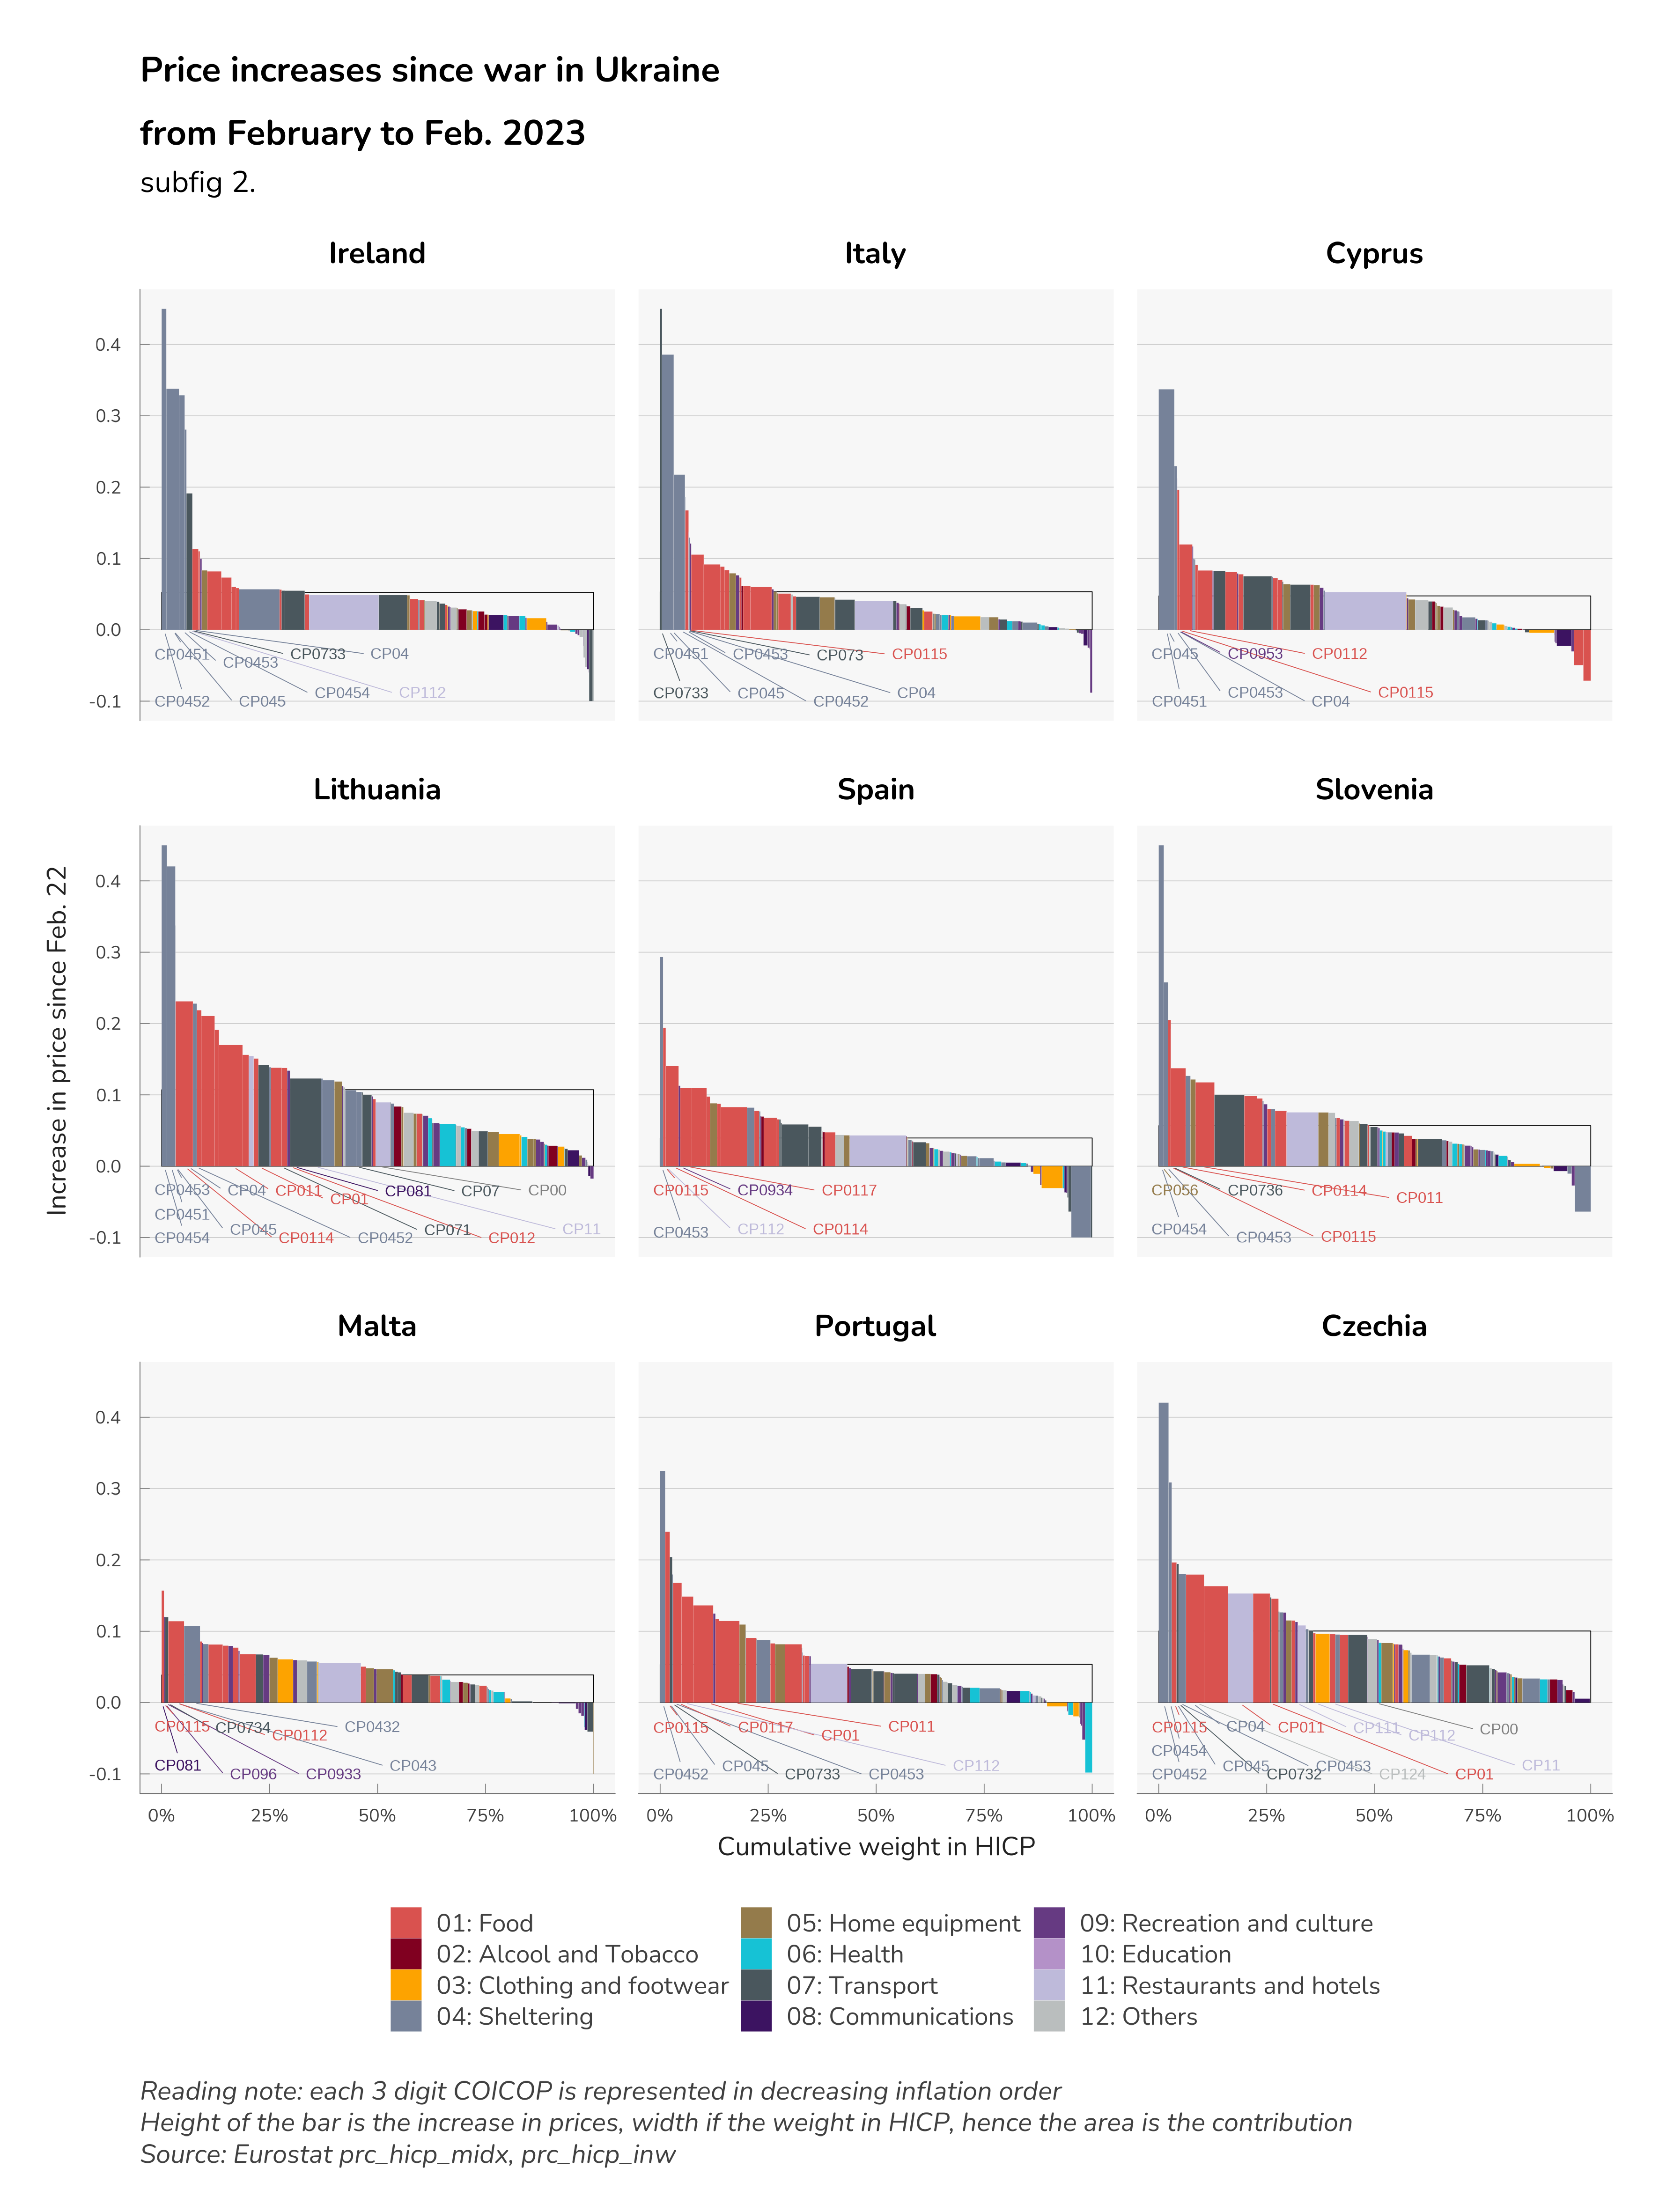 Price increases since war in Ukraine
from February to Feb. 2023
subfig 2.
Ireland
Italy
Cyprus
0.4
0.3
0.2
0.1
0.0
-0.1
CP0451
CP0453
CP0733
CP04
CP0452
CP045
CP0454
CP112
CP0451
CP0453
CP073
CP0115
CP0733
CP045
CP0452
CP04
CP045
CP0953
CP0112
CP0451
CP0453
CP04
CP0115
Lithuania
Spain
Slovenia
0.4
0.3
0.2
0.1
0.0
-0.1
CP0453
CP04
CP011
CP01
CP081
CP07
CP00
CP0451
CP0454
CP045
CP0114
CP0452
CP071
CP012
CP11
CP0115
CP0934
CP0117
CP0453
CP112
CP0114
CP056
CP0736
CP0114
CP011
CP0454
CP0453
CP0115
Increase in price since Feb. 22
Malta
Portugal
Czechia
0.4
0.3
0.2
0.1
0.0
-0.1
CP0115
CP0734
CP0112
CP0432
CP081
CP096
CP0933
CP043
CP0115
CP0117
CP01
CP011
CP0452
CP045
CP0733
CP0453
CP112
CP0115
CP04
CP011
CP111
CP112
CP00
CP0454
CP0452
CP045
CP0732
CP0453
CP124
CP01
CP11
0% 25% 50% 75% 100%
0% 25% 50% 75% 100%
0% 25% 50% 75% 100%
Cumulative weight in HICP
01: Food
02: Alcool and Tobacco
03: Clothing and footwear
04: Sheltering
05: Home equipment
06: Health
07: Transport
08: Communications
09: Recreation and culture
10: Education
11: Restaurants and hotels
12: Others
Reading note: each 3 digit COICOP is represented in decreasing inflation order
Height of the bar is the increase in prices, width if the weight in HICP, hence the area is the contribution
Source: Eurostat prc_hicp_midx, prc_hicp_inw